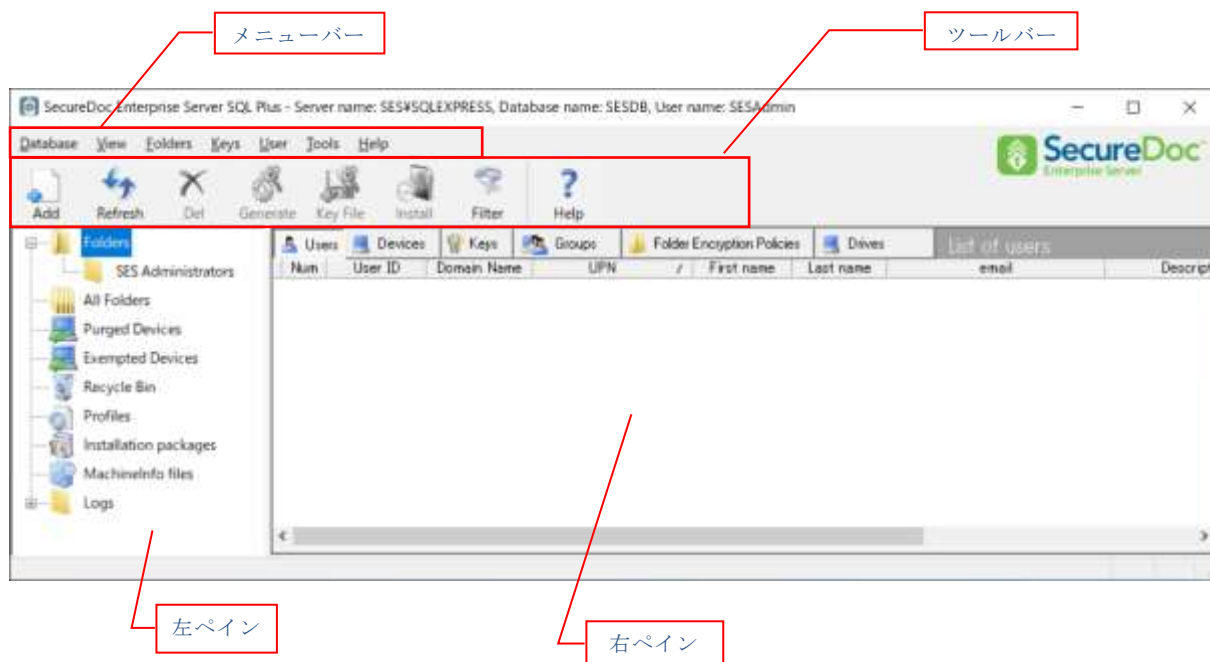 メニューバー
ツールバー
SecureDoc Enterprise Server SQL Plus - Server name: SES¥SQLEXPRESS, Database name: SESDB, User name: SESAdmin
Database View Folders Keys User Tools Help
SecureDoc
Enterprise Server
Add Refresh Del Generate Key File Install Filter Help
Folders
SES Administrators
All Folders
Purged Devices
Exempted Devices
Recycle Bin
Profiles
Installation packages
MachineInfo files
Logs
Users Devices Keys Groups Folder Encryption Policies Drives List of users
Num User ID Domain Name UPN / First name Last name email Descript
左ペイン
右ペイン